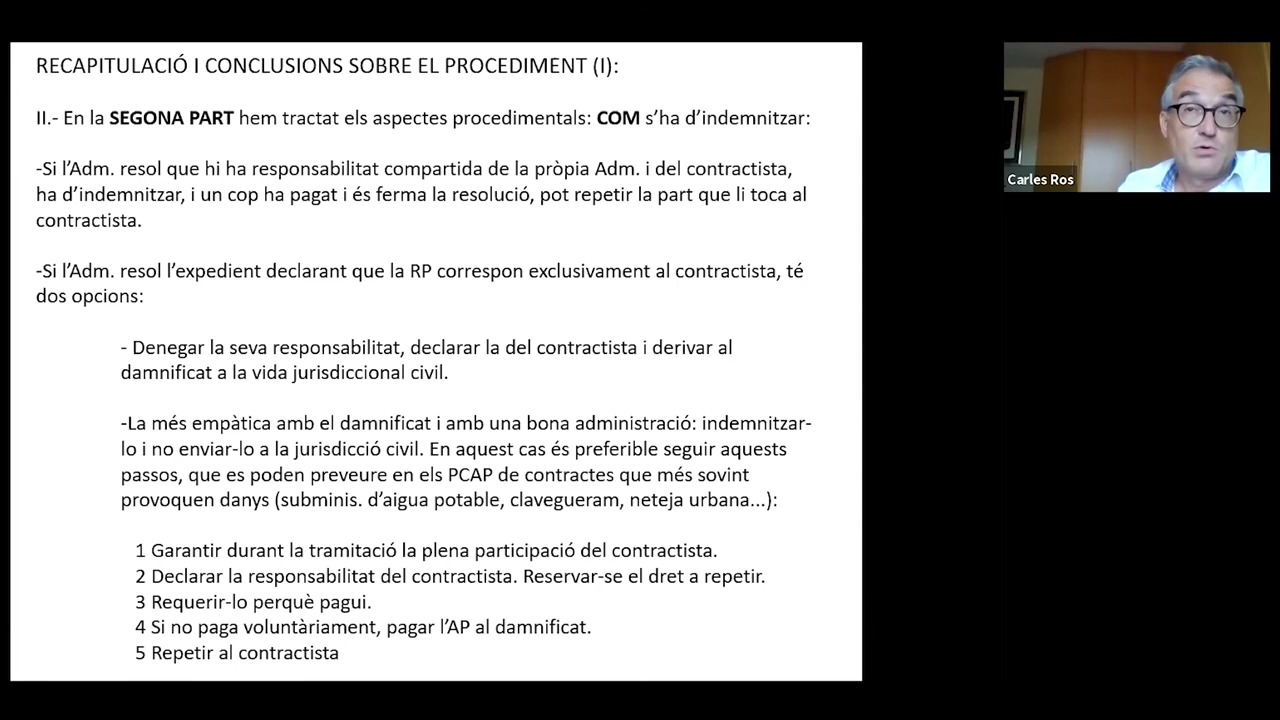 RECAPITULACIÓ I CONCLUSIONS SOBRE EL PROCEDIMENT (I):
II.- En la SEGONA PART hem tractat els aspectes procedimentals: COM s’ha d’indemnitzar:
-Si l’Adm. resol que hi ha responsabilitat compartida de la pròpia Adm. i del contractista,
ha d’indemnitzar, i un cop ha pagat i és ferma la resolució, pot repetir la part que li toca al
contractista.
-Si l’Adm. resol l’expedient declarant que la RP correspon exclusivament al contractista, té
dos opcions:
- Denegar la seva responsabilitat, declarar la del contractista i derivar al
damnificat a la vida jurisdiccional civil.
-La més empàtica amb el damnificat i amb una bona administració: indemnitzar-
lo i no enviar-lo a la jurisdicció civil. En aquest cas és preferible seguir aquests
passos, que es poden preveure en els PCAP de contractes que més sovint
provoquen danys (subminis. d’aigua potable, clavegueram, neteja urbana...):
1 Garantir durant la tramitació la plena participació del contractista.
2 Declarar la responsabilitat del contractista. Reservar-se el dret a repetir.
3 Requerir-lo perquè pagui.
4 Si no paga voluntàriament, pagar l’AP al damnificat.
5 Repetir al contractista
Carles Ros